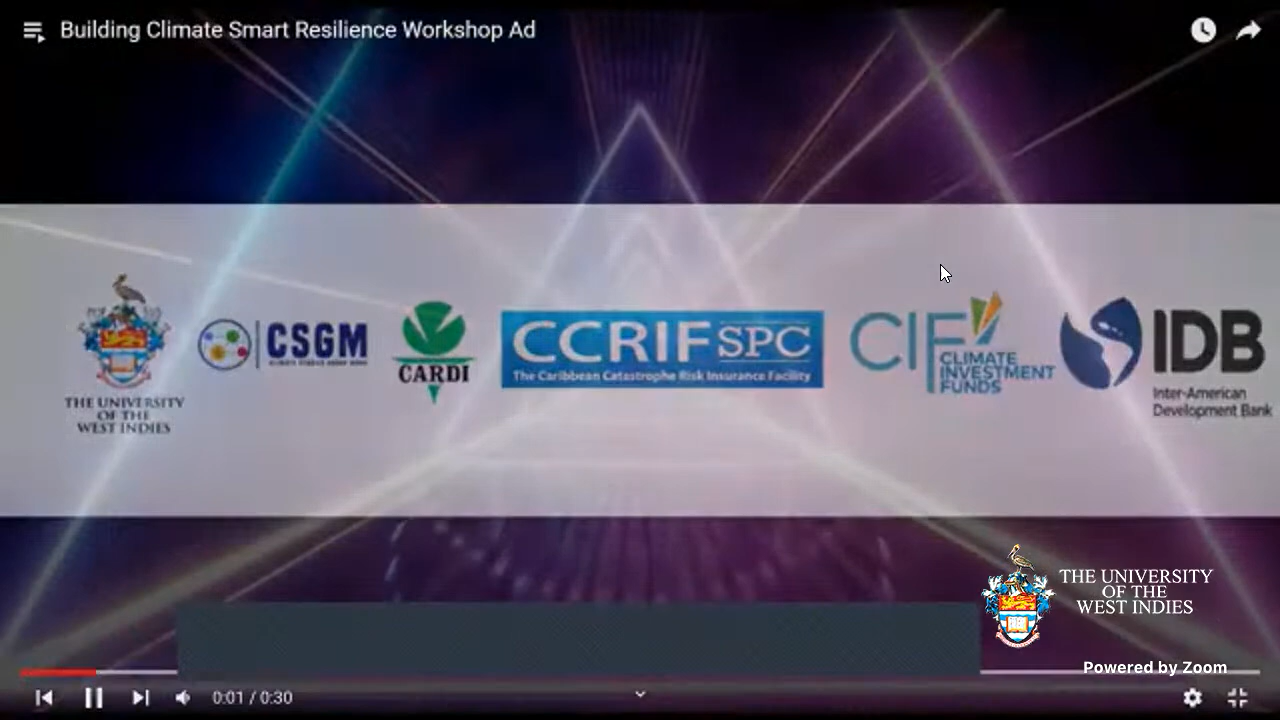 Building Climate Smart Resilience Workshop Ad
THE UNIVERSITY
OF THE
WEST INDIES
CSGM
CARDI
CCRIF SPC
The Caribbean Catastrophe Risk Insurance Facility
CIF
CLIMATE
INVESTMENT
FUNDS
IDB
Inter-American
Development Bank
THE UNIVERSITY
OF THE
WEST INDIES
Powered by Zoom
0:01 / 0:30